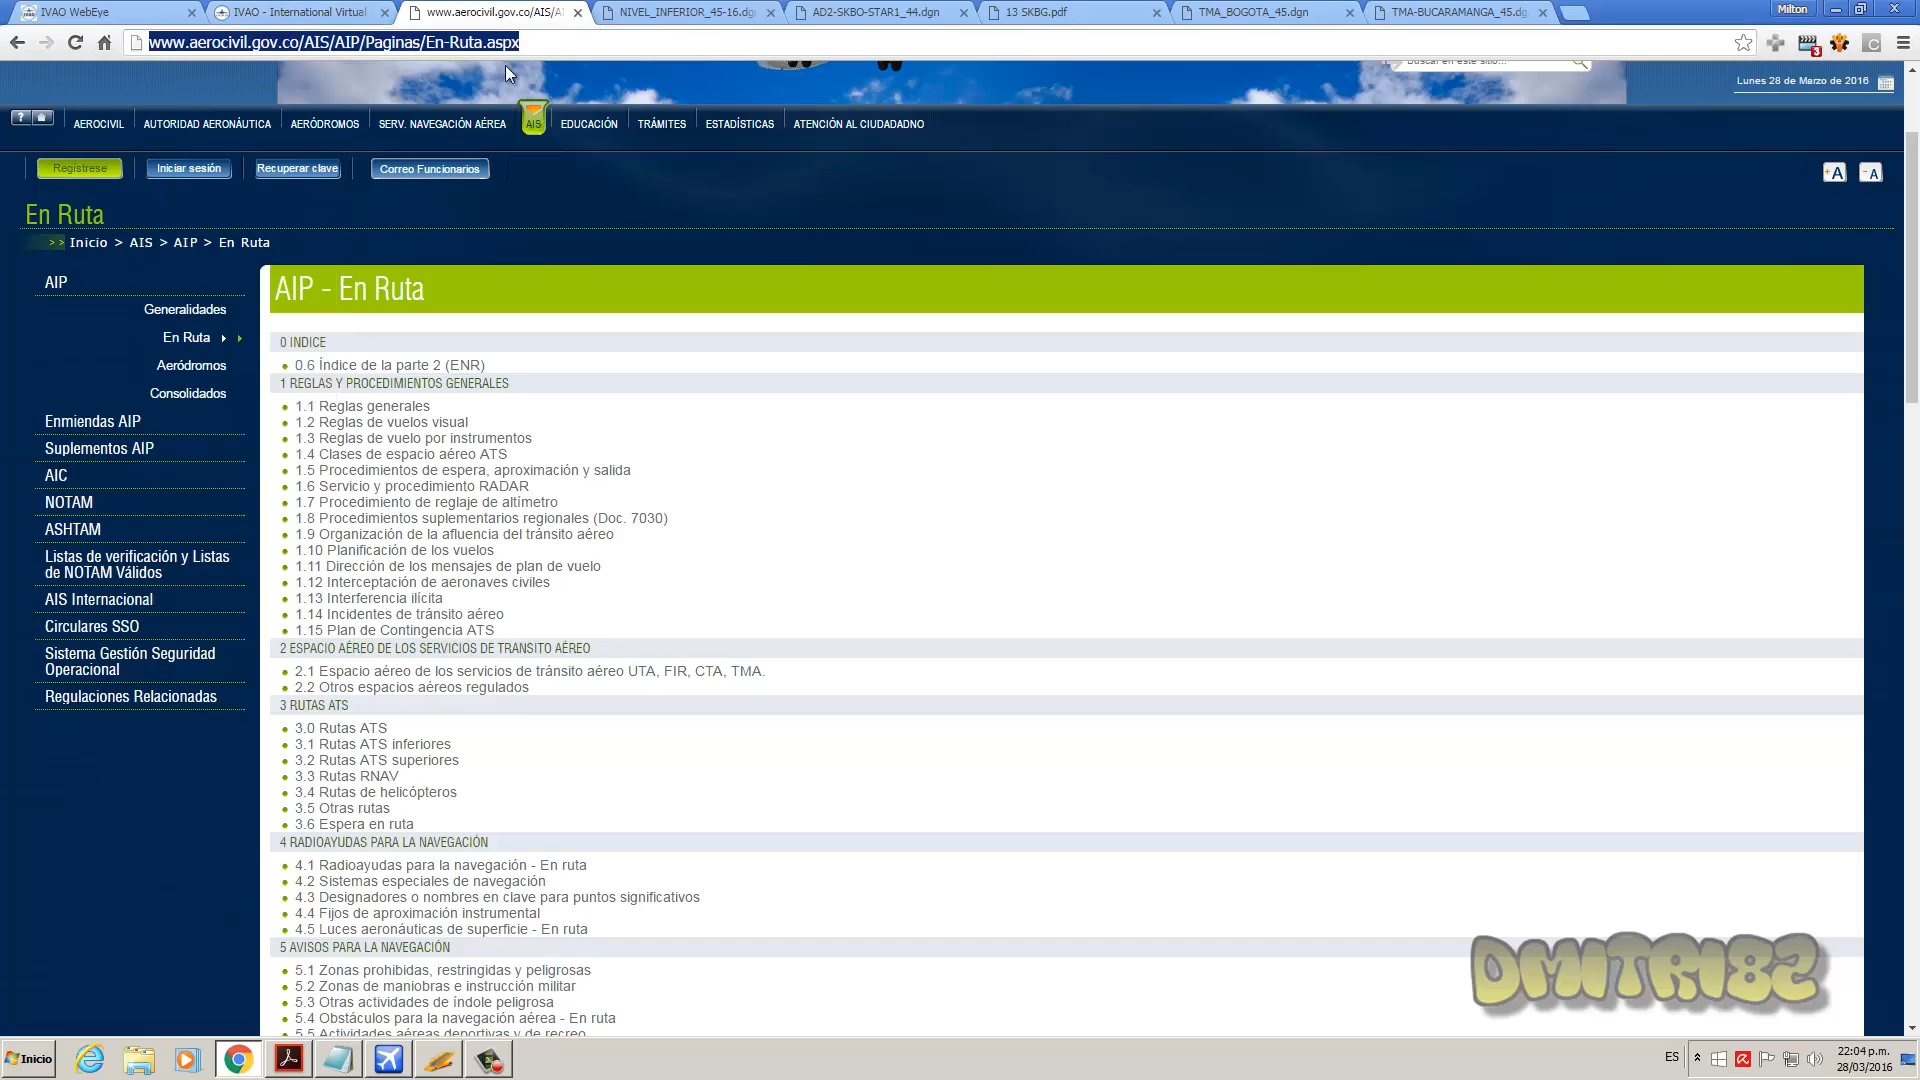 IVAO WebEye
IVAO - International Virtual
www.aerocivil.gov.co/AIS/A
NIVEL_INFERIOR_45-16.dg
AD2-SKBO-STAR1_44.dgn
13 SKBG.pdf
TMA_BOGOTA_45.dgn
TMA-BUCARAMANGA_45.dg
Milton
www.aerocivil.gov.co/AIS/AIP/Paginas/En-Ruta.aspx
3
C
Buscar en este sitio...
Lunes 28 de Marzo de 2016
?
AEROCIVIL
AUTORIDAD AERONÁUTICA
AERÓDROMOS
SERV. NAVEGACIÓN AÉREA
AIS
EDUCACIÓN
TRÁMITES
ESTADÍSTICAS
ATENCIÓN AL CIUDADADNO
Regístrese
Iniciar sesión
Recuperar clave
Correo Funcionarios
+A
-A
En Ruta
>> Inicio > AIS > AIP > En Ruta
AIP
Generalidades
En Ruta
Aeródromos
Consolidados
Enmiendas AIP
Suplementos AIP
AIC
NOTAM
ASHTAM
Listas de verificación y Listas
de NOTAM Válidos
AIS Internacional
Circulares SSO
Sistema Gestión Seguridad
Operacional
Regulaciones Relacionadas
AIP - En Ruta
0 INDICE
0.6 Índice de la parte 2 (ENR)
1 REGLAS Y PROCEDIMIENTOS GENERALES
1.1 Reglas generales
1.2 Reglas de vuelos visual
1.3 Reglas de vuelo por instrumentos
1.4 Clases de espacio aéreo ATS
1.5 Procedimientos de espera, aproximación y salida
1.6 Servicio y procedimiento RADAR
1.7 Procedimiento de reglaje de altímetro
1.8 Procedimientos suplementarios regionales (Doc. 7030)
1.9 Organización de la afluencia del tránsito aéreo
1.10 Planificación de los vuelos
1.11 Dirección de los mensajes de plan de vuelo
1.12 Interceptación de aeronaves civiles
1.13 Interferencia ilícita
1.14 Incidentes de tránsito aéreo
1.15 Plan de Contingencia ATS
2 ESPACIO AÉREO DE LOS SERVICIOS DE TRANSITO AÉREO
2.1 Espacio aéreo de los servicios de tránsito aéreo UTA, FIR, CTA, TMA.
2.2 Otros espacios aéreos regulados
3 RUTAS ATS
3.0 Rutas ATS
3.1 Rutas ATS inferiores
3.2 Rutas ATS superiores
3.3 Rutas RNAV
3.4 Rutas de helicópteros
3.5 Otras rutas
3.6 Espera en ruta
4 RADIOAYUDAS PARA LA NAVEGACIÓN
4.1 Radioayudas para la navegación - En ruta
4.2 Sistemas especiales de navegación
4.3 Designadores o nombres en clave para puntos significativos
4.4 Fijos de aproximación instrumental
4.5 Luces aeronáuticas de superficie - En ruta
5 AVISOS PARA LA NAVEGACIÓN
5.1 Zonas prohibidas, restringidas y peligrosas
5.2 Zonas de maniobras e instrucción militar
5.3 Otras actividades de índole peligrosa
5.4 Obstáculos para la navegación aérea - En ruta
5.5 Actividades aéreas deportivas y de recreo
DMITRI82
Inicio
ES
22:04 p.m.
28/03/2016